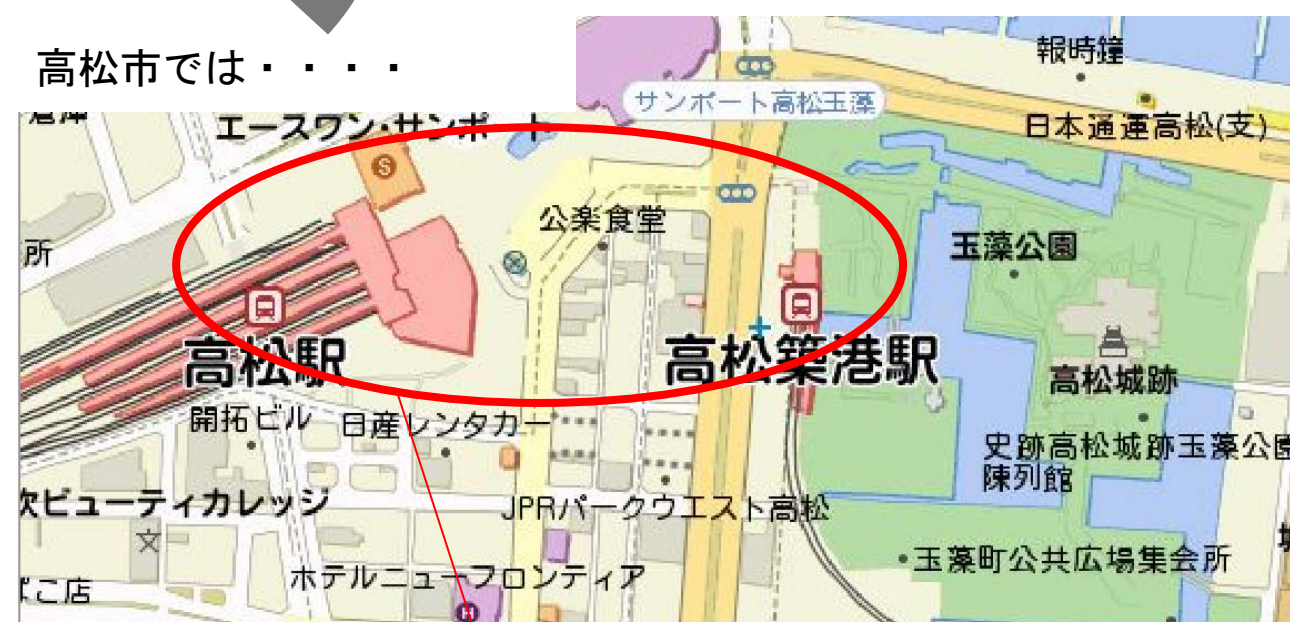 高松市では・・・・
報時鐘
サンポート高松玉藻
日本通運高松(支)
倉庫
エースワン・サンポート
S
公楽食堂
所
玉藻公園
高松駅
高松築港駅
高松城跡
開拓ビル
日産レンタカー
史跡高松城跡玉藻公園
陳列館
次ビューティカレッジ
JPRパークウエスト高松
文
・玉藻町公共広場集会所
ホテルニューフロンティア
ばこ店
H